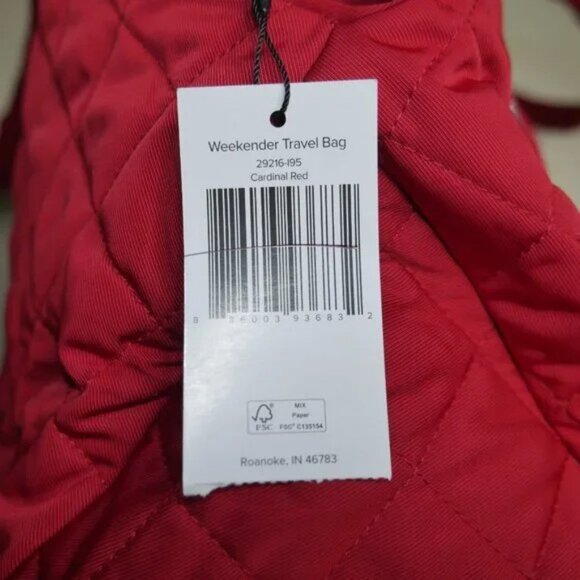 Weekender Travel Bag
29216-I95
Cardinal Red
8 86003 93683 2
FSC
MIX
Paper
FSC® C135154
Roanoke, IN 46783